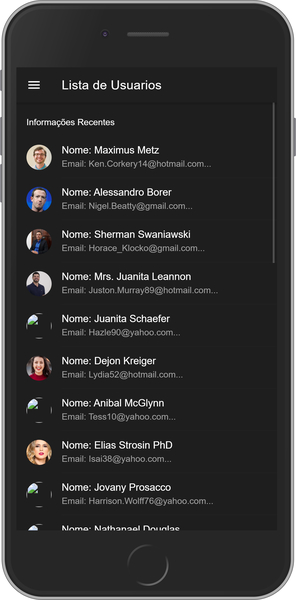 Lista de Usuarios
Informações Recentes
Nome: Maximus Metz
Email: Ken.Corkery14@hotmail.com...
Nome: Alessandro Borer
Email: Nigel.Beatty@gmail.com...
Nome: Sherman Swaniawski
Email: Horace_Klocko@gmail.com...
Nome: Mrs. Juanita Leannon
Email: Juston.Murray89@hotmail.com...
Nome: Juanita Schaefer
Email: Hazle90@yahoo.com...
Nome: Dejon Kreiger
Email: Lydia52@hotmail.com...
Nome: Anibal McGlynn
Email: Tess10@yahoo.com...
Nome: Elias Strosin PhD
Email: Isai38@yahoo.com...
Nome: Jovany Prosacco
Email: Harrison.Wolff76@yahoo.com...
Nome: Nathanael Douglas